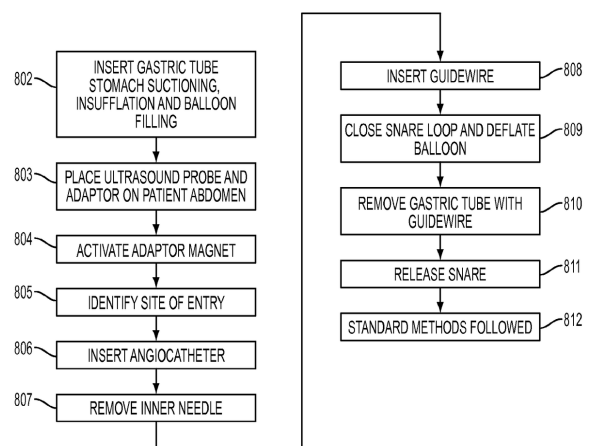 802
INSERT GASTRIC TUBE
STOMACH SUCTIONING,
INSUFFLATION AND BALLOON
FILLING
803
PLACE ULTRASOUND PROBE AND
ADAPTOR ON PATIENT ABDOMEN
804
ACTIVATE ADAPTOR MAGNET
805
IDENTIFY SITE OF ENTRY
806
INSERT ANGIOCATHETER
807
REMOVE INNER NEEDLE
INSERT GUIDEWIRE
808
CLOSE SNARE LOOP AND DEFLATE
BALLOON
809
REMOVE GASTRIC TUBE WITH
GUIDEWIRE
810
RELEASE SNARE
811
STANDARD METHODS FOLLOWED
812